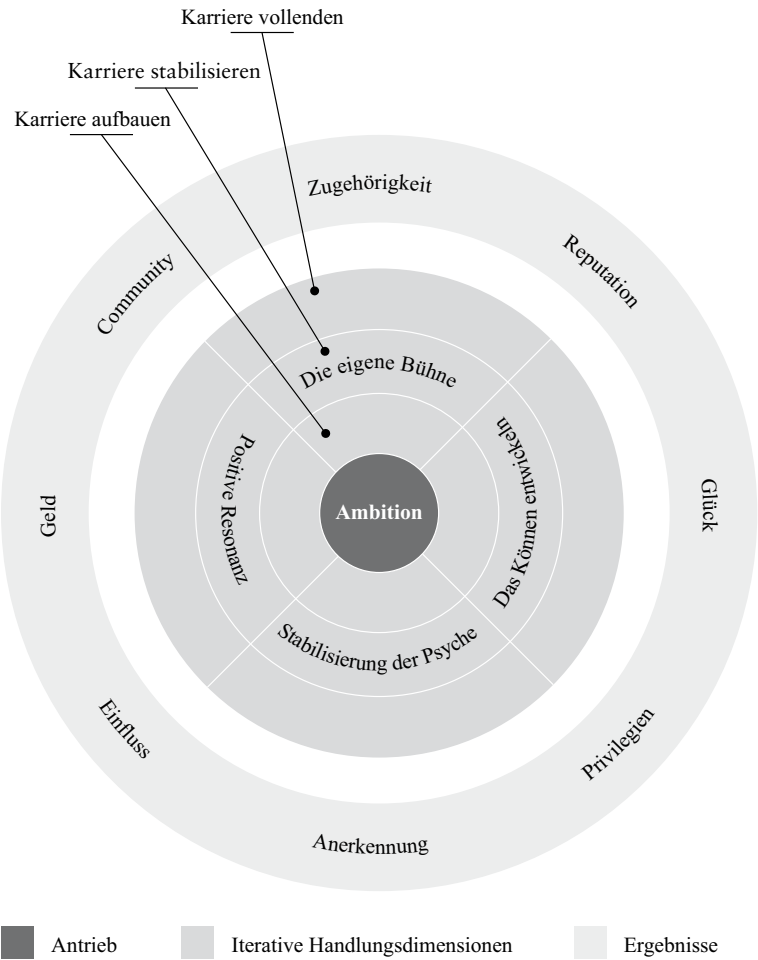 Karriere vollenden
Karriere stabilisieren
Karriere aufbauen
Zugehörigkeit
Reputation
Community
Die eigene Bühne
Positive Resonanz
Das Können entwickeln
Geld
Ambition
Glück
Stabilisierung der Psyche
Einfluss
Privilegien
Anerkennung
Antrieb
Iterative Handlungsdimensionen
Ergebnisse